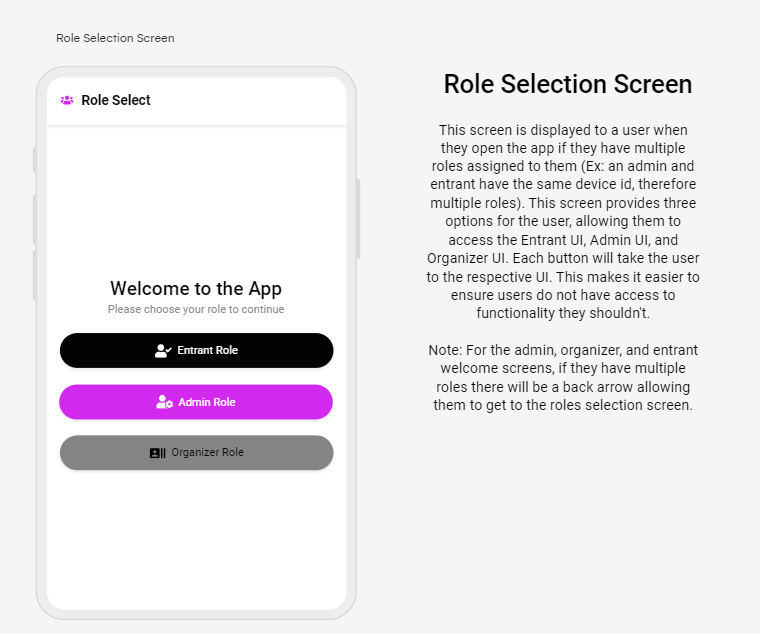 Role Selection Screen
Role Select
Welcome to the App
Please choose your role to continue
Entrant Role
Admin Role
Organizer Role
Role Selection Screen
This screen is displayed to a user when
they open the app if they have multiple
roles assigned to them (Ex: an admin and
entrant have the same device id, therefore
multiple roles). This screen provides three
options for the user, allowing them to
access the Entrant UI, Admin UI, and
Organizer UI. Each button will take the user
to the respective UI. This makes it easier to
ensure users do not have access to
functionality they shouldn't.
Note: For the admin, organizer, and entrant
welcome screens, if they have multiple
roles there will be a back arrow allowing
them to get to the roles selection screen.